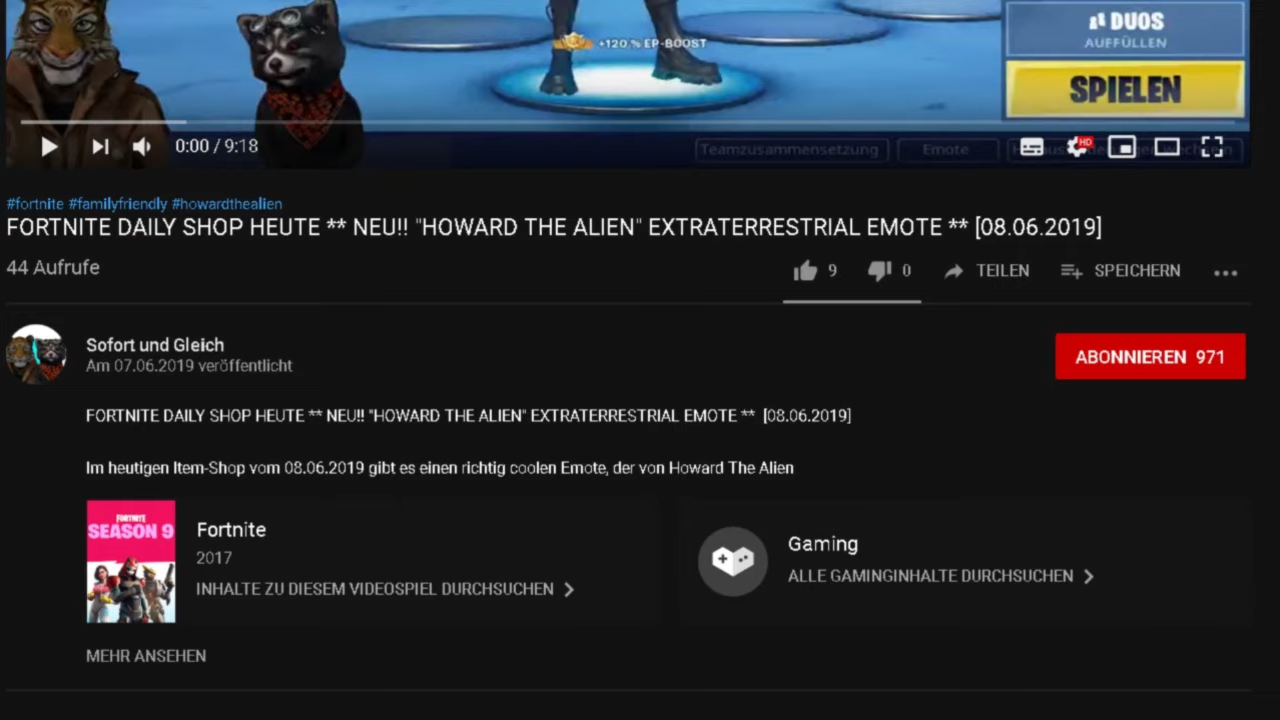 DUOS
AUFFÜLLEN
+120 % EP-BOOST
SPIELEN
0:00 / 9:18
HD
Teamzusammensetzung
Emote
#fortnite #familyfriendly #howardthealien
FORTNITE DAILY SHOP HEUTE ** NEU!! "HOWARD THE ALIEN" EXTRATERRESTRIAL EMOTE ** [08.06.2019]
44 Aufrufe
9
0
TEILEN
SPEICHERN
Sofort und Gleich
Am 07.06.2019 veröffentlicht
ABONNIEREN 971
FORTNITE DAILY SHOP HEUTE ** NEU!! "HOWARD THE ALIEN" EXTRATERRESTRIAL EMOTE ** [08.06.2019]
Im heutigen Item-Shop vom 08.06.2019 gibt es einen richtig coolen Emote, der von Howard The Alien
FORTNITE
SEASON 9
Fortnite
2017
INHALTE ZU DIESEM VIDEOSPIEL DURCHSUCHEN
Gaming
ALLE GAMINGINHALTE DURCHSUCHEN
MEHR ANSEHEN